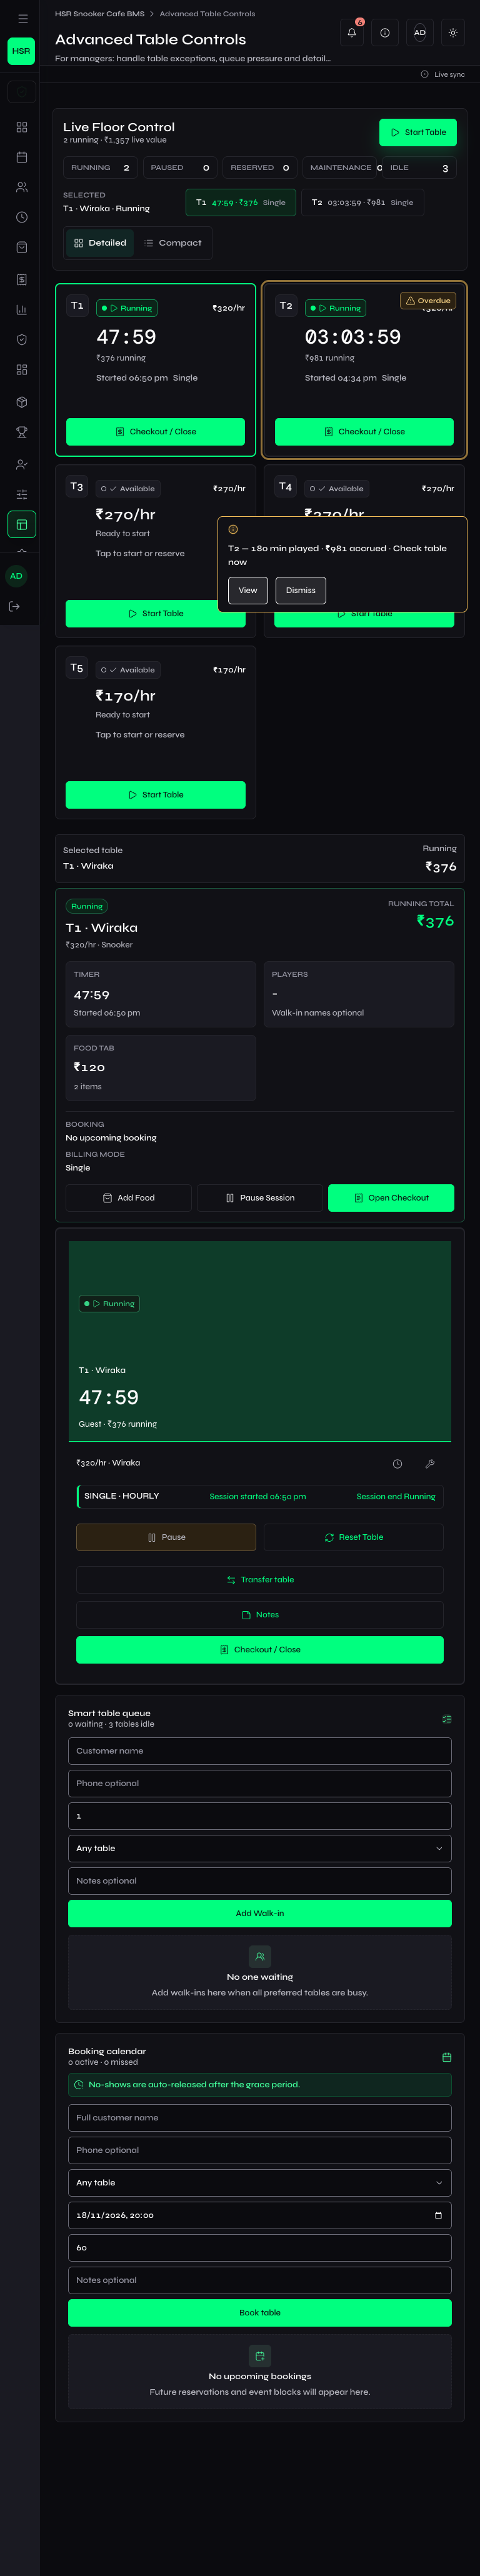 HSR
HSR Snooker Cafe BMS > Advanced Table Controls
Advanced Table Controls
For managers: handle table exceptions, queue pressure and detail...
6
AD
Live sync
Live Floor Control
2 running · ₹1,357 live value
Start Table
RUNNING 2
PAUSED 0
RESERVED 0
MAINTENANCE 0
IDLE 3
SELECTED
T1 · Wiraka · Running
T1 47:59 · ₹376 Single
T2 03:03:59 · ₹981 Single
Detailed
Compact
T1
Running
₹320/hr
47:59
₹376 running
Started 06:50 pm Single
Checkout / Close
T2
Running
Overdue
03:03:59
₹981 running
Started 04:34 pm Single
Checkout / Close
T3
Available
₹270/hr
₹270/hr
Ready to start
Tap to start or reserve
Start Table
T4
Available
₹270/hr
₹270/hr
Start Table
T2 — 180 min played · ₹981 accrued · Check table
now
View
Dismiss
T5
Available
₹170/hr
₹170/hr
Ready to start
Tap to start or reserve
Start Table
AD
Selected table
T1 · Wiraka
Running
₹376
Running
T1 · Wiraka
₹320/hr · Snooker
RUNNING TOTAL
₹376
TIMER
47:59
Started 06:50 pm
PLAYERS
-
Walk-in names optional
FOOD TAB
₹120
2 items
BOOKING
No upcoming booking
BILLING MODE
Single
Add Food
Pause Session
Open Checkout
Running
T1 · Wiraka
47:59
Guest · ₹376 running
₹320/hr · Wiraka
SINGLE · HOURLY
Session started 06:50 pm
Session end Running
Pause
Reset Table
Transfer table
Notes
Checkout / Close
Smart table queue
0 waiting · 3 tables idle
Customer name
Phone optional
1
Any table
Notes optional
Add Walk-in
No one waiting
Add walk-ins here when all preferred tables are busy.
Booking calendar
0 active · 0 missed
No-shows are auto-released after the grace period.
Full customer name
Phone optional
Any table
18/11/2026, 20:00
60
Notes optional
Book table
No upcoming bookings
Future reservations and event blocks will appear here.